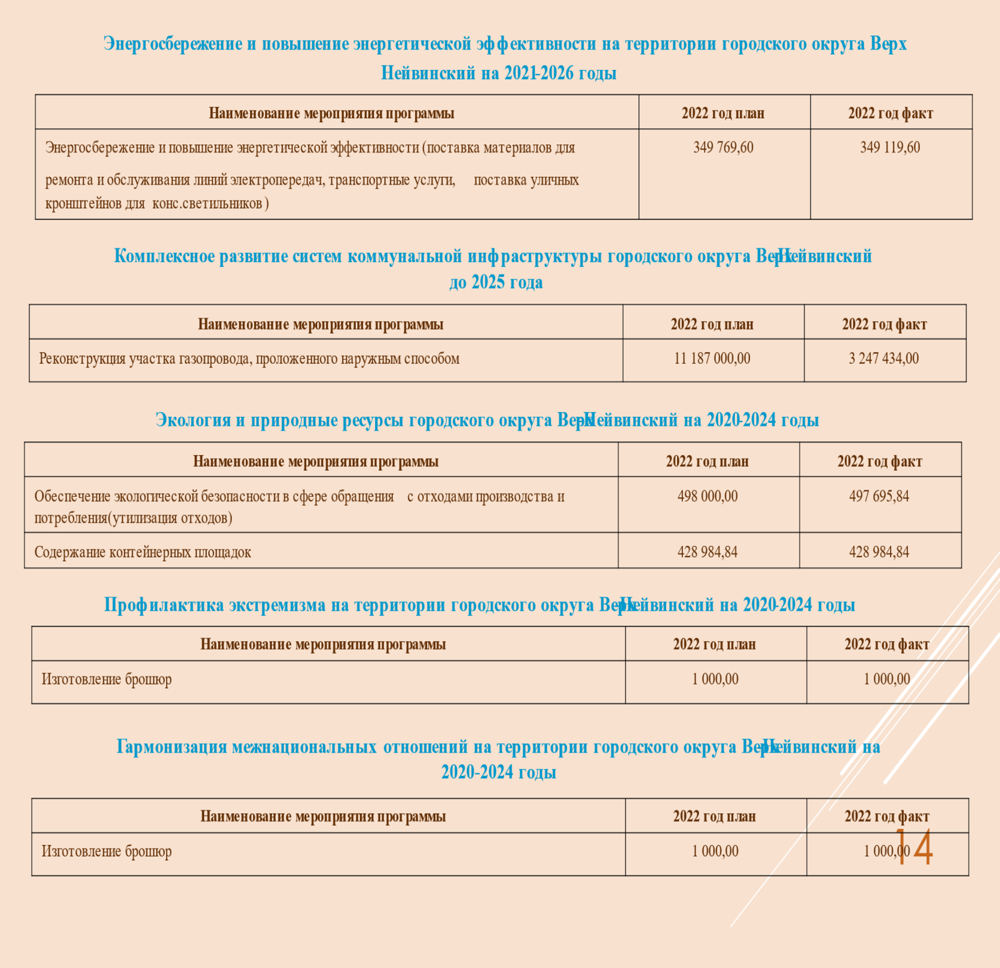 Энергосбережение и повышение энергетической эффективности на территории городского округа Верх
Нейвинский на 2021-2026 годы
Наименование мероприятия программы 2022 год план 2022 год факт
Энергосбережение и повышение энергетической эффективности (поставка материалов для 349 769,60 349 119,60
ремонта и обслуживания линий электропередач, транспортные услуги, поставка уличных
кронштейнов для конс.светильников)
Комплексное развитие систем коммунальной инфраструктуры городского округа Верх-Нейвинский
до 2025 года
Наименование мероприятия программы 2022 год план 2022 год факт
Реконструкция участка газопровода, проложенного наружным способом 11 187 000,00 3 247 434,00
Экология и природные ресурсы городского округа Верх-Нейвинский на 2020-2024 годы
Наименование мероприятия программы 2022 год план 2022 год факт
Обеспечение экологической безопасности в сфере обращения с отходами производства и 498 000,00 497 695,84
потребления(утилизация отходов)
Содержание контейнерных площадок 428 984,84 428 984,84
Профилактика экстремизма на территории городского округа Верх-Нейвинский на 2020-2024 годы
Наименование мероприятия программы 2022 год план 2022 год факт
Изготовление брошюр 1 000,00 1 000,00
Гармонизация межнациональных отношений на территории городского округа Верх-Нейвинский на
2020-2024 годы
Наименование мероприятия программы 2022 год план 2022 год факт
Изготовление брошюр 1 000,00 1 000,00
14